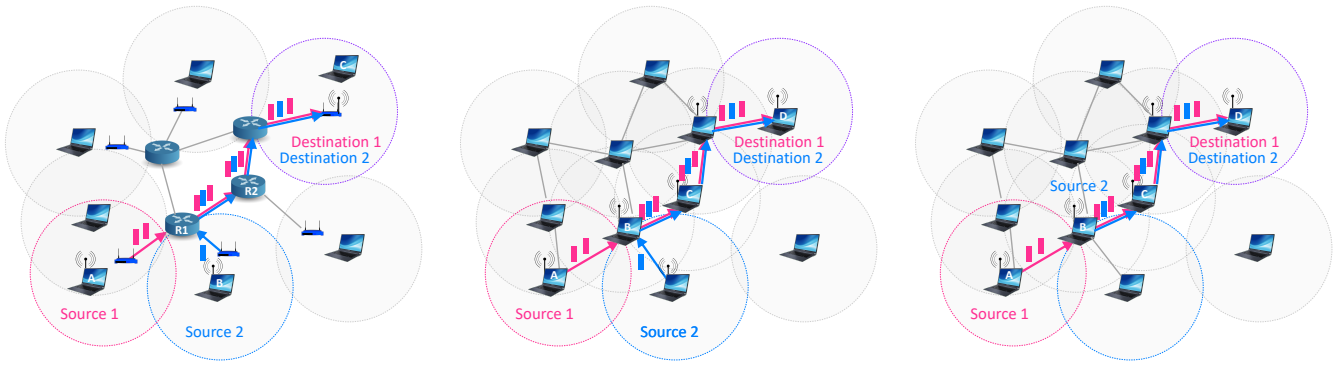 C
Destination 1
Destination 2
R2
R1
A
B
Source 1
Source 2
D
Destination 1
Destination 2
C
B
A
Source 1
Source 2
D
Destination 1
Destination 2
Source 2
C
B
A
Source 1